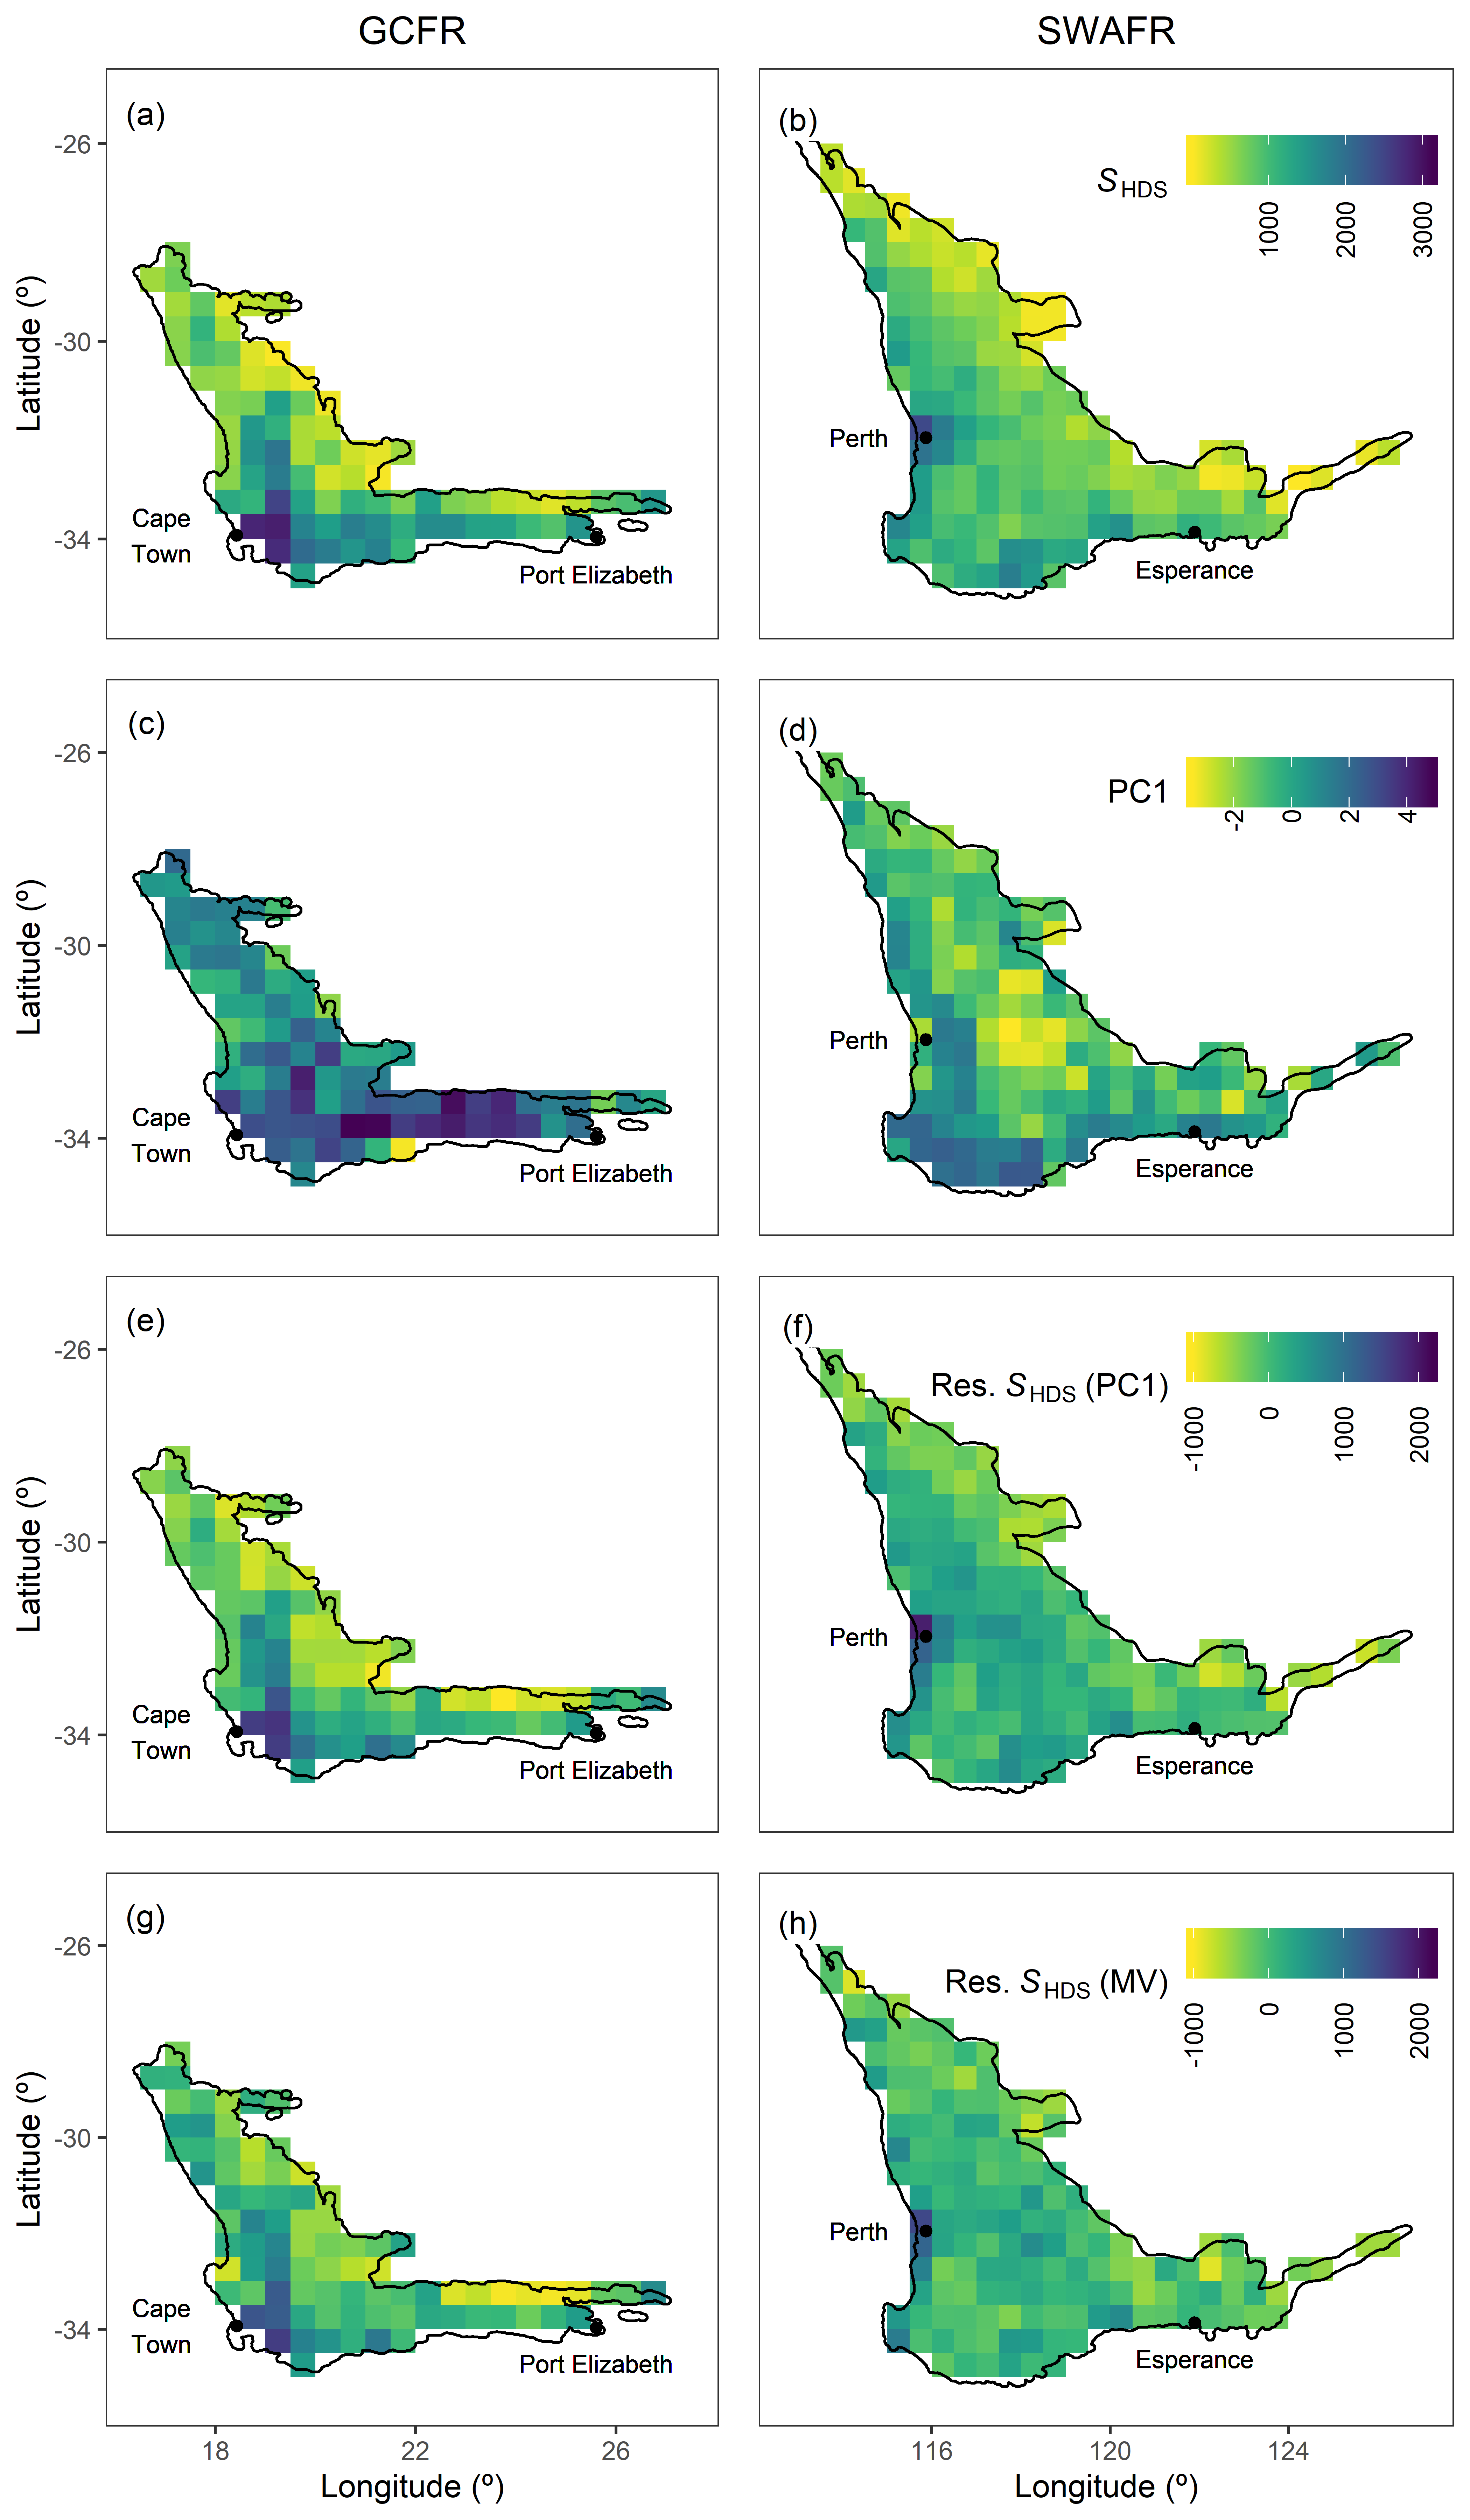 GCFR
SWAFR
(a)
(b)
S HDS
1000
2000
3000
-26
-30
-34
Latitude (º)
Cape
Town
Port Elizabeth
Perth
Esperance
(c)
(d)
PC1
-2
0
2
4
-26
-30
-34
Latitude (º)
Cape
Town
Port Elizabeth
Perth
Esperance
(e)
(f)
Res. S HDS (PC1)
-1000
0
1000
2000
-26
-30
-34
Latitude (º)
Cape
Town
Port Elizabeth
Perth
Esperance
(g)
(h)
Res. S HDS (MV)
-1000
0
1000
2000
-26
-30
-34
Latitude (º)
Cape
Town
Port Elizabeth
Perth
Esperance
18
22
26
116
120
124
Longitude (º)
Longitude (º)